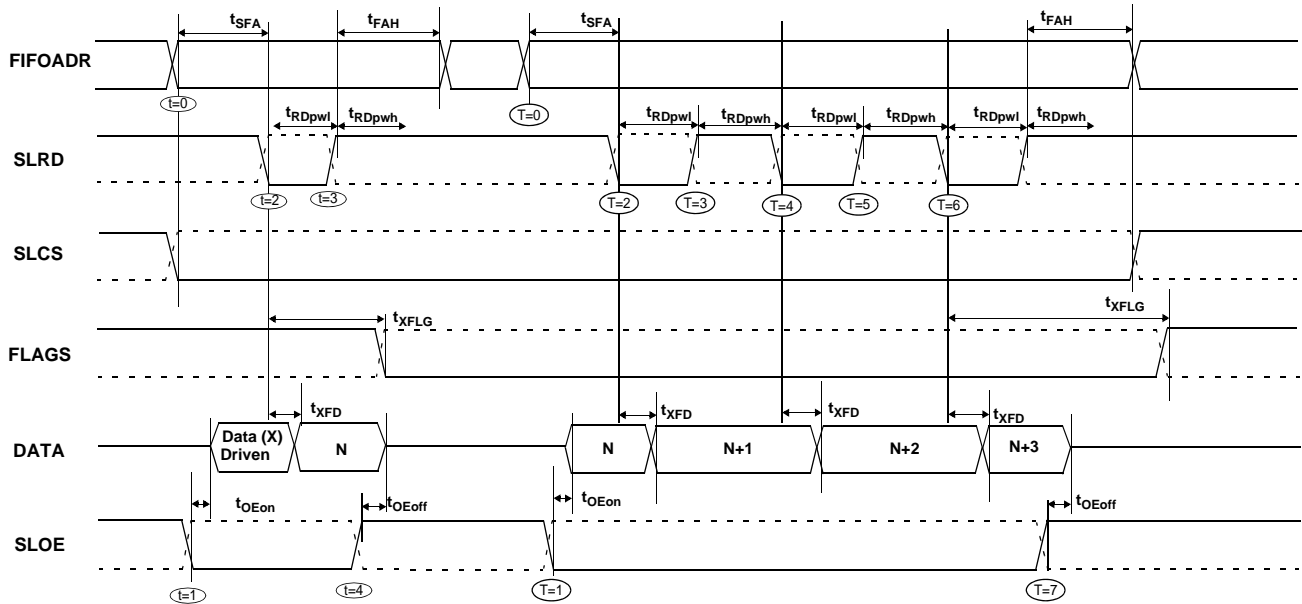 tSFA tFAH tSFA tFAH
FIFOADR
t=0 T=0
tRDpwl tRDpwh tRDpwl tRDpwh tRDpwl tRDpwh tRDpwl tRDpwh
SLRD
t=2 t=3 T=2 T=3 T=4 T=5 T=6
SLCS
tXFLG tXFLG
FLAGS
tXFD tXFD tXFD tXFD
DATA
Data (X)
Driven
N N N+1 N+2 N+3
tOEon tOEoff tOEon tOEoff
SLOE
t=1 t=4 T=1 T=7